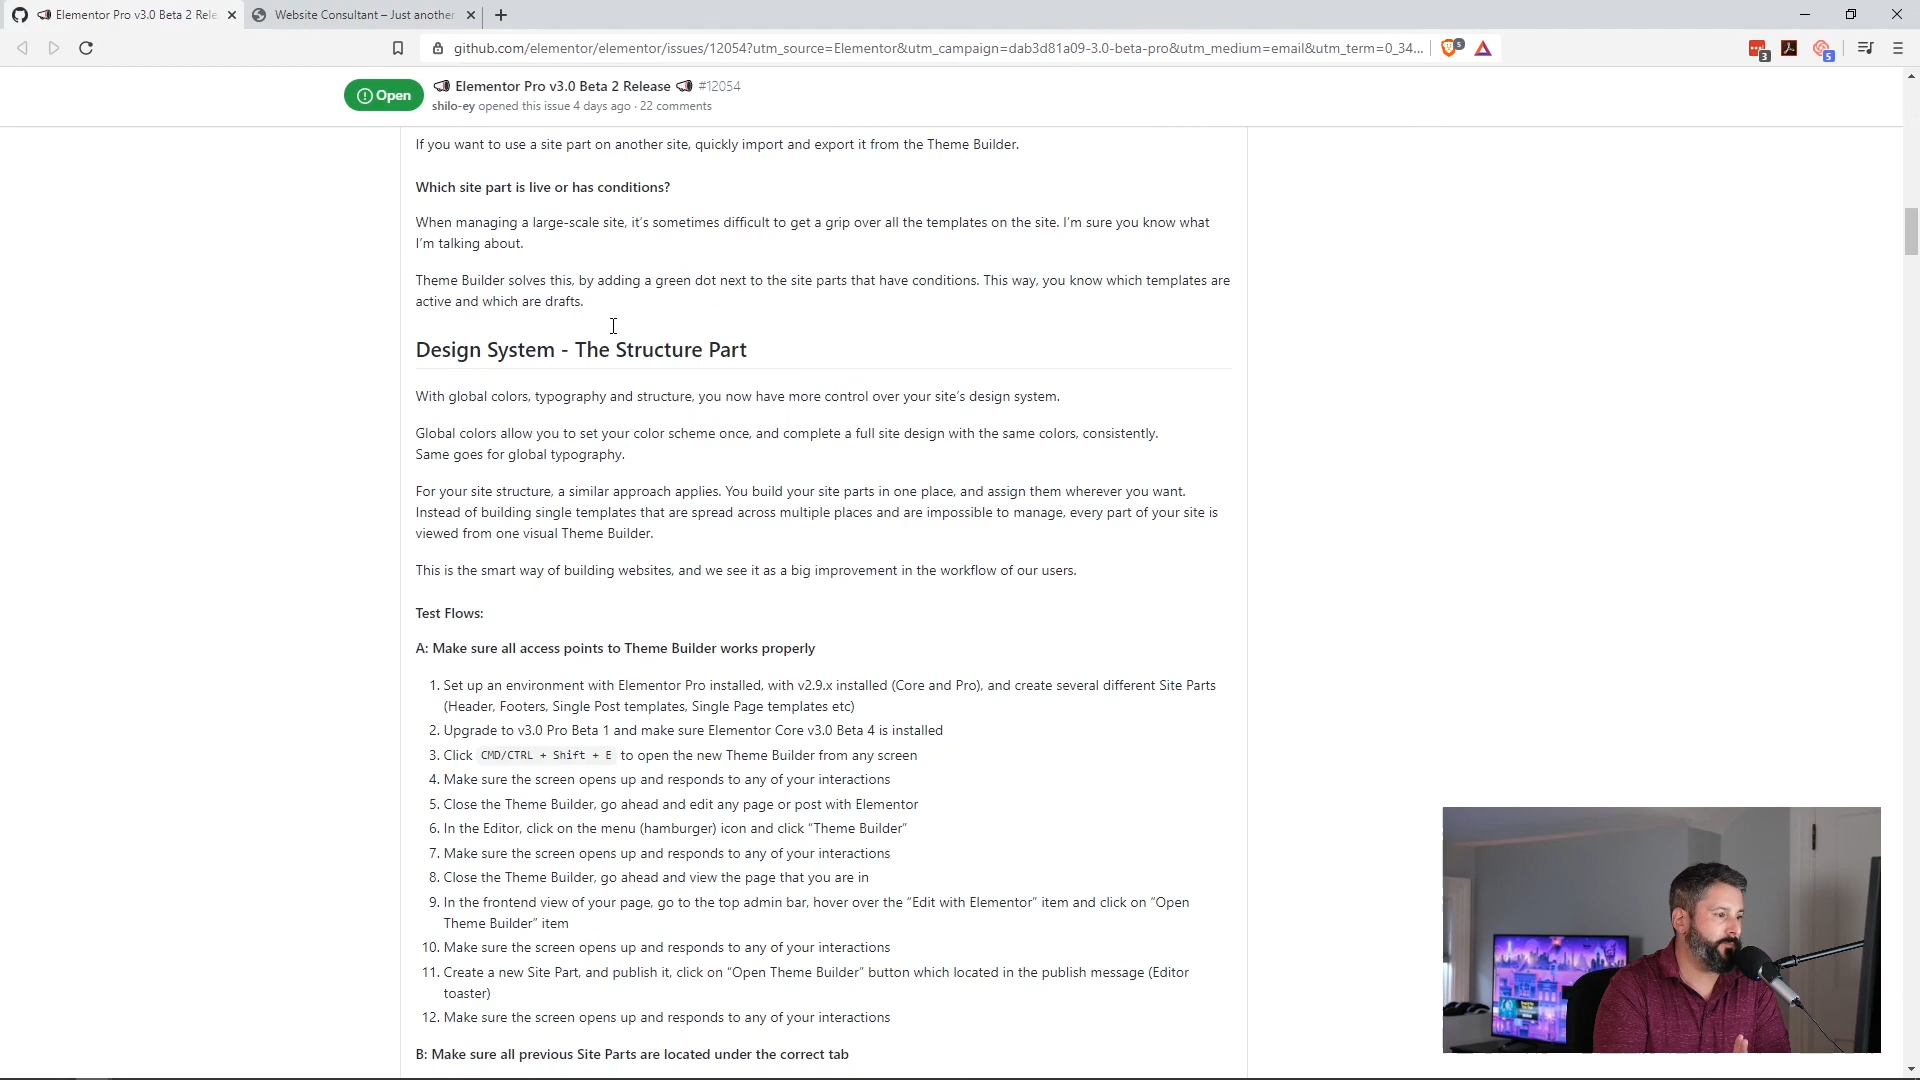 Elementor Pro v3.0 Beta 2 Rele
Website Consultant – Just another
github.com/elementor/elementor/issues/12054?utm_source=Elementor&utm_campaign=dab3d81a09-3.0-beta-pro&utm_medium=email&utm_term=0_34...
5
3
5
Open
Elementor Pro v3.0 Beta 2 Release #12054
shilo-ey opened this issue 4 days ago · 22 comments
If you want to use a site part on another site, quickly import and export it from the Theme Builder.
Which site part is live or has conditions?
When managing a large-scale site, it's sometimes difficult to get a grip over all the templates on the site. I'm sure you know what
I'm talking about.
Theme Builder solves this, by adding a green dot next to the site parts that have conditions. This way, you know which templates are
active and which are drafts.
Design System - The Structure Part
With global colors, typography and structure, you now have more control over your site's design system.
Global colors allow you to set your color scheme once, and complete a full site design with the same colors, consistently.
Same goes for global typography.
For your site structure, a similar approach applies. You build your site parts in one place, and assign them wherever you want.
Instead of building single templates that are spread across multiple places and are impossible to manage, every part of your site is
viewed from one visual Theme Builder.
This is the smart way of building websites, and we see it as a big improvement in the workflow of our users.
Test Flows:
A: Make sure all access points to Theme Builder works properly
1. Set up an environment with Elementor Pro installed, with v2.9.x installed (Core and Pro), and create several different Site Parts
(Header, Footers, Single Post templates, Single Page templates etc)
2. Upgrade to v3.0 Pro Beta 1 and make sure Elementor Core v3.0 Beta 4 is installed
3. Click CMD/CTRL + Shift + E to open the new Theme Builder from any screen
4. Make sure the screen opens up and responds to any of your interactions
5. Close the Theme Builder, go ahead and edit any page or post with Elementor
6. In the Editor, click on the menu (hamburger) icon and click "Theme Builder"
7. Make sure the screen opens up and responds to any of your interactions
8. Close the Theme Builder, go ahead and view the page that you are in
9. In the frontend view of your page, go to the top admin bar, hover over the "Edit with Elementor" item and click on "Open
Theme Builder" item
10. Make sure the screen opens up and responds to any of your interactions
11. Create a new Site Part, and publish it, click on "Open Theme Builder" button which located in the publish message (Editor
toaster)
12. Make sure the screen opens up and responds to any of your interactions
B: Make sure all previous Site Parts are located under the correct tab